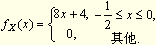 f_X(x) = { 8x+4, -1/2 ≤ x ≤ 0,
0, 其他.